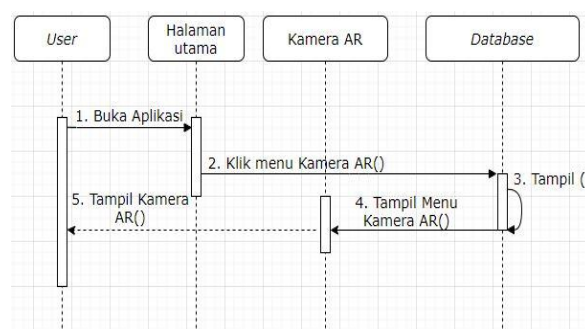 User
Halaman
utama
Kamera AR
Database
1. Buka Aplikasi
2. Klik menu Kamera AR()
3. Tampil (
4. Tampil Menu
Kamera AR()
5. Tampil Kamera
AR()